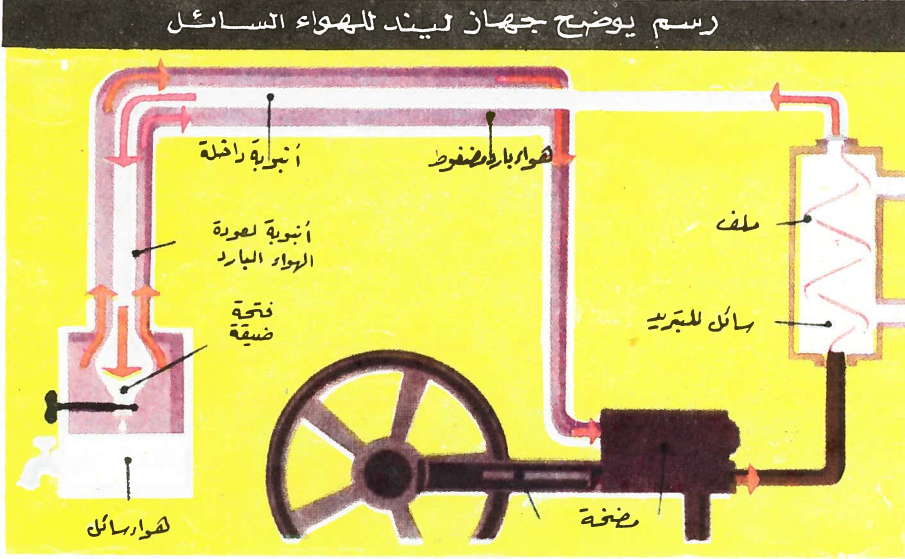 رسم يوضح جهاز ليند للهواء السائل
أنبوبة داخلة
هواء بارد مضغوط
ملف
أنبوبة لعودة
الهواء البارد
فتحة
ضيقة
سائل للتبريد
مضخة
هواء سائل